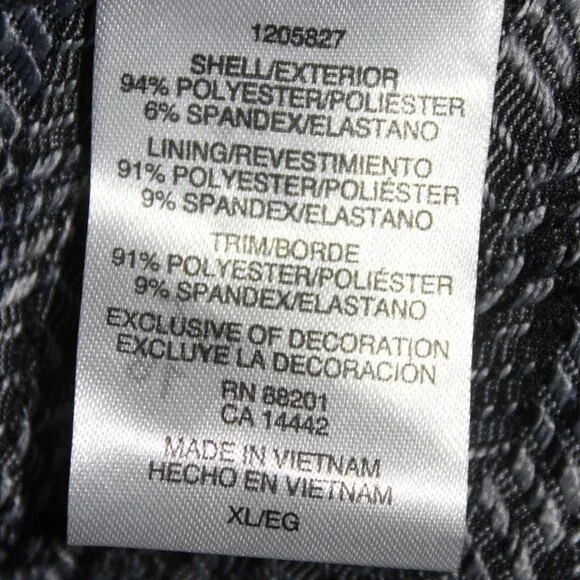 1205827
SHELL/EXTERIOR
94% POLYESTER/POLIÉSTER
6% SPANDEX/ELASTANO
LINING/REVESTIMIENTO
91% POLYESTER/POLIÉSTER
9% SPANDEX/ELASTANO
TRIM/BORDE
91% POLYESTER/POLIÉSTER
9% SPANDEX/ELASTANO
EXCLUSIVE OF DECORATION
EXCLUYE LA DECORACIÓN
RN 88201
CA 14442
MADE IN VIETNAM
HECHO EN VIETNAM
XL/EG